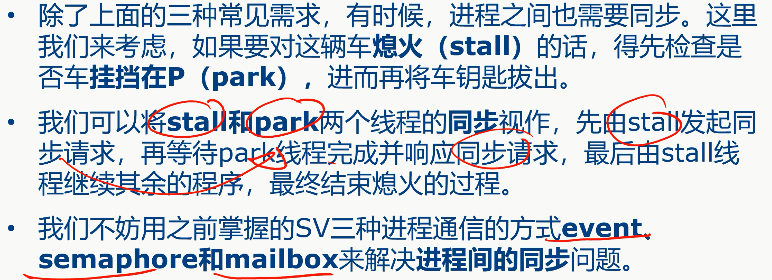 • 除了上面的三种常见需求，有时候，进程之间也需要同步。这里
我们来考虑，如果要对这辆车熄火（stall）的话，得先检查是
否车挂挡在P（park），进而再将车钥匙拔出。
• 我们可以将stall和park两个线程的同步视作，先由stall发起同
步请求，再等待park线程完成并响应同步请求，最后由stall线
程继续其余的程序，最终结束熄火的过程。
• 我们不妨用之前掌握的SV三种进程通信的方式event、
semaphore和mailbox来解决进程间的同步问题。